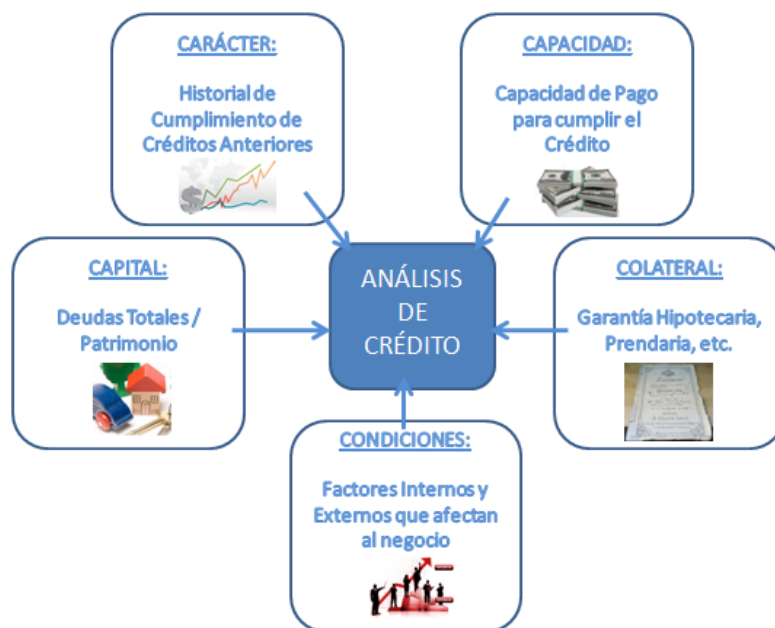 CARÁCTER:
Historial de
Cumplimiento de
Créditos Anteriores
CAPACIDAD:
Capacidad de Pago
para cumplir el
Crédito
CAPITAL:
Deudas Totales /
Patrimonio
ANÁLISIS
DE
CRÉDITO
COLATERAL:
Garantía Hipotecaria,
Prendaria, etc.
CONDICIONES:
Factores Internos y
Externos que afectan
al negocio